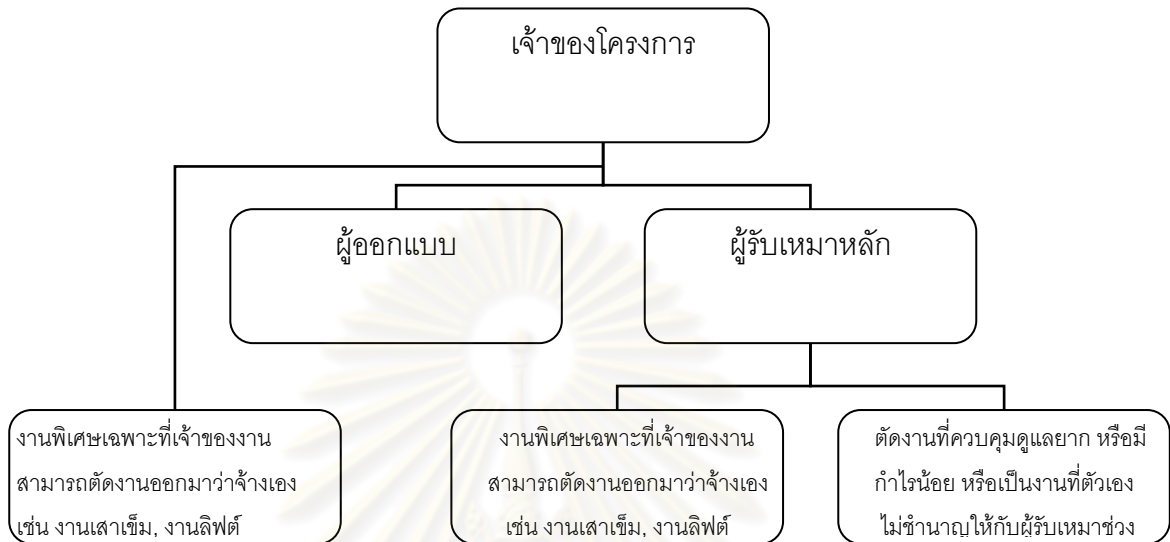 เจ้าของโครงการ
ผู้ออกแบบ
ผู้รับเหมาหลัก
งานพิเศษเฉพาะที่เจ้าของงาน
สามารถตัดงานออกมาว่าจ้างเอง
เช่น งานเสาเข็ม, งานลิฟต์
งานพิเศษเฉพาะที่เจ้าของงาน
สามารถตัดงานออกมาว่าจ้างเอง
เช่น งานเสาเข็ม, งานลิฟต์
ตัดงานที่ควบคุมดูแลยาก หรือมี
กำไรน้อย หรือเป็นงานที่ตัวเอง
ไม่ชำนาญให้กับผู้รับเหมาช่วง